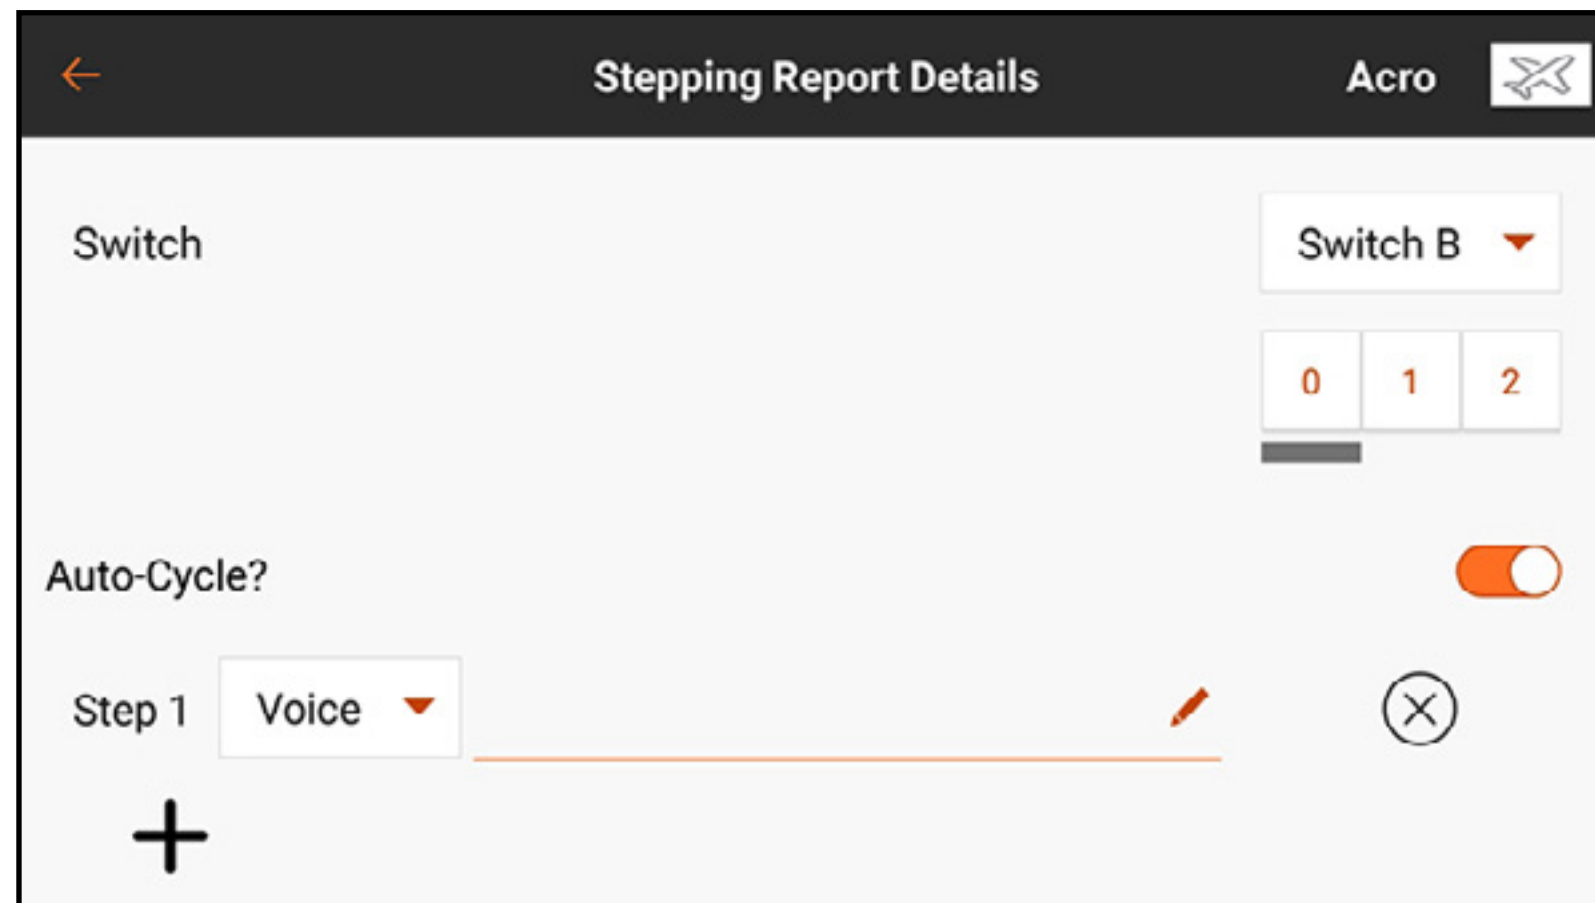 Stepping Report Details Acro
Switch Switch B
0 1 2
Auto-Cycle?
Step 1 Voice